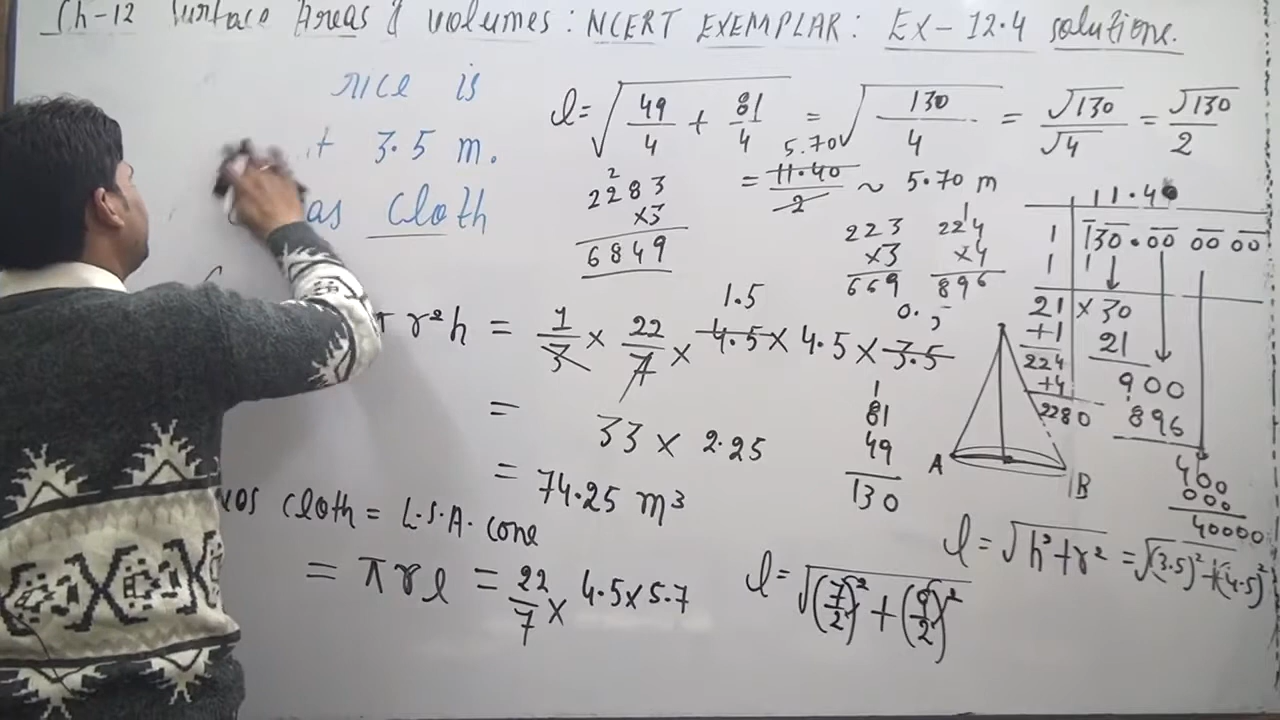 Ch-12 Surface Areas & volumes : NCERT EXEMPLAR : Ex-12.4 solutions.
rice is
3.5 m.
as cloth
l = √(49/4 + 81/4) = √(130/4) = √130/√4 = √130/2
5.70
= 11.40/2 ~ 5.70 m
2
2283
×3
6849
223
×3
669
1
224
×4
896
11.40
1 130.00 00 00
1 1
21 ×30
+1 21
224 900
+4 896
2280 400
000
40000
π r²h = 1/3 × 22/7 × 4.5 × 4.5 × 3.5
1.5
0.5
= 33 × 2.25
= 74.25 m³
1
81
49
130
A
B
cloth = L.S.A. cone
= π r l = 22/7 × 4.5 × 5.7
l = √(h² + r²) = √((3.5)² + (4.5)²)
l = √((7/2)² + (9/2)²)